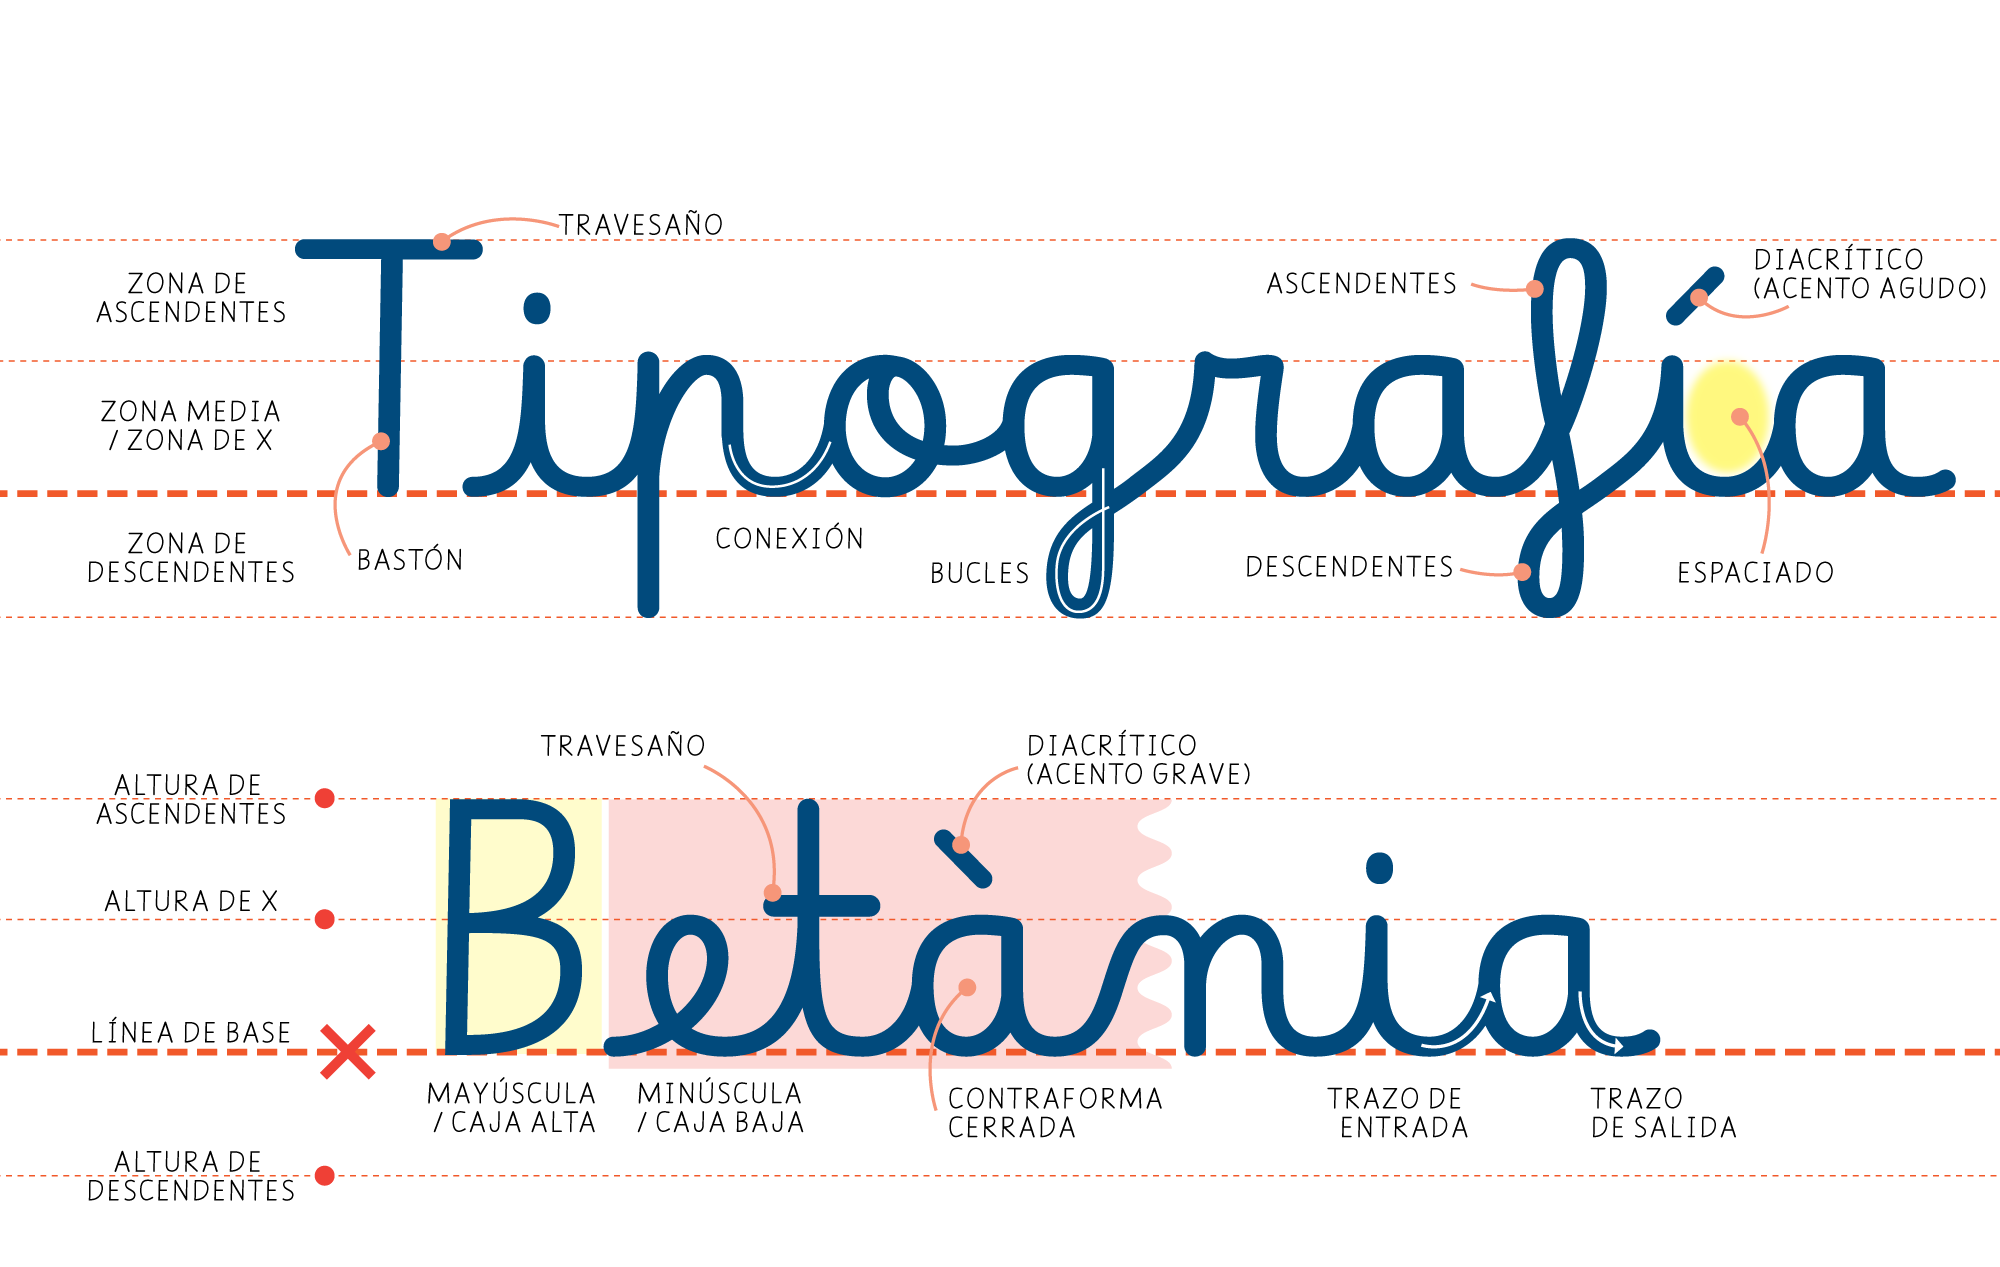 TRAVESAÑO
ZONA DE
ASCENDENTES
ASCENDENTES
DIACRÍTICO
(ACENTO AGUDO)
Tipografía
ZONA MEDIA
/ ZONA DE X
ZONA DE
DESCENDENTES
BASTÓN
CONEXIÓN
BUCLES
DESCENDENTES
ESPACIADO
TRAVESAÑO
DIACRÍTICO
(ACENTO GRAVE)
ALTURA DE
ASCENDENTES
ALTURA DE X
Betània
LÍNEA DE BASE
MAYÚSCULA
/ CAJA ALTA
MINÚSCULA
/ CAJA BAJA
CONTRAFORMA
CERRADA
TRAZO DE
ENTRADA
TRAZO
DE SALIDA
ALTURA DE
DESCENDENTES